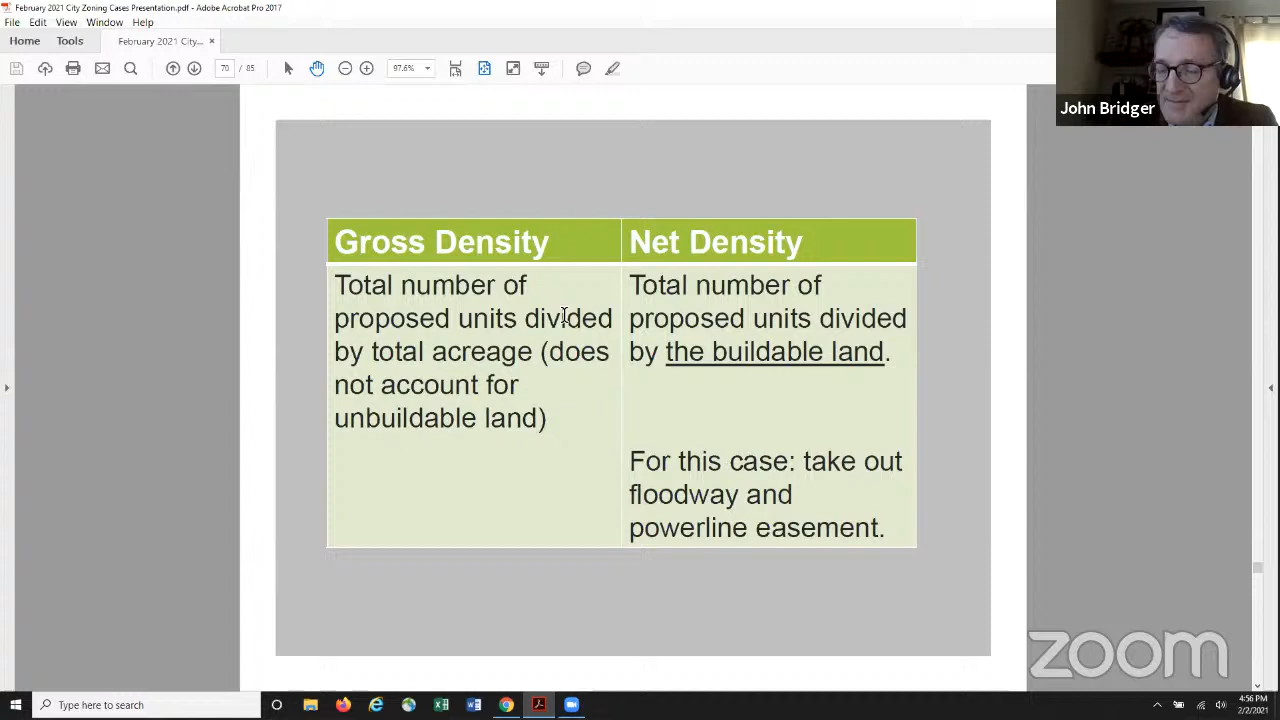 February 2021 City Zoning Cases Presentation.pdf - Adobe Acrobat Pro 2017
File Edit View Window Help
Home Tools February 2021 City... ×
70 / 85 97.6%
John Bridger
Gross Density Net Density
Total number of
proposed units divided
by total acreage (does
not account for
unbuildable land)
Total number of
proposed units divided
by the buildable land.
For this case: take out
floodway and
powerline easement.
zoom
Type here to search
4:56 PM
2/2/2021